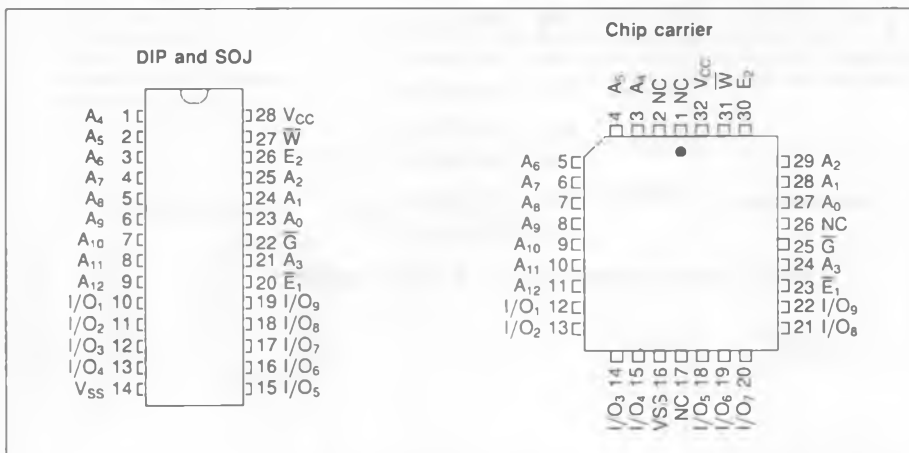 DIP and SOJ
A₄ 1 28 V_CC
A₅ 2 27 W̅
A₆ 3 26 E₂
A₇ 4 25 A₂
A₈ 5 24 A₁
A₉ 6 23 A₀
A₁₀ 7 22 G̅
A₁₁ 8 21 A₃
A₁₂ 9 20 E̅₁
I/O₁ 10 19 I/O₉
I/O₂ 11 18 I/O₈
I/O₃ 12 17 I/O₇
I/O₄ 13 16 I/O₆
V_SS 14 15 I/O₅
Chip carrier
4 A₅
3 A₄
2 NC
1 NC
32 V_CC
31 W̅
30 E₂
A₆ 5 29 A₂
A₇ 6 28 A₁
A₈ 7 27 A₀
A₉ 8 26 NC
A₁₀ 9 25 G̅
A₁₁ 10 24 A₃
A₁₂ 11 23 E̅₁
I/O₁ 12 22 I/O₉
I/O₂ 13 21 I/O₈
I/O₃ 14
I/O₄ 15
VSS 16
NC 17
I/O₅ 18
I/O₆ 19
I/O₇ 20